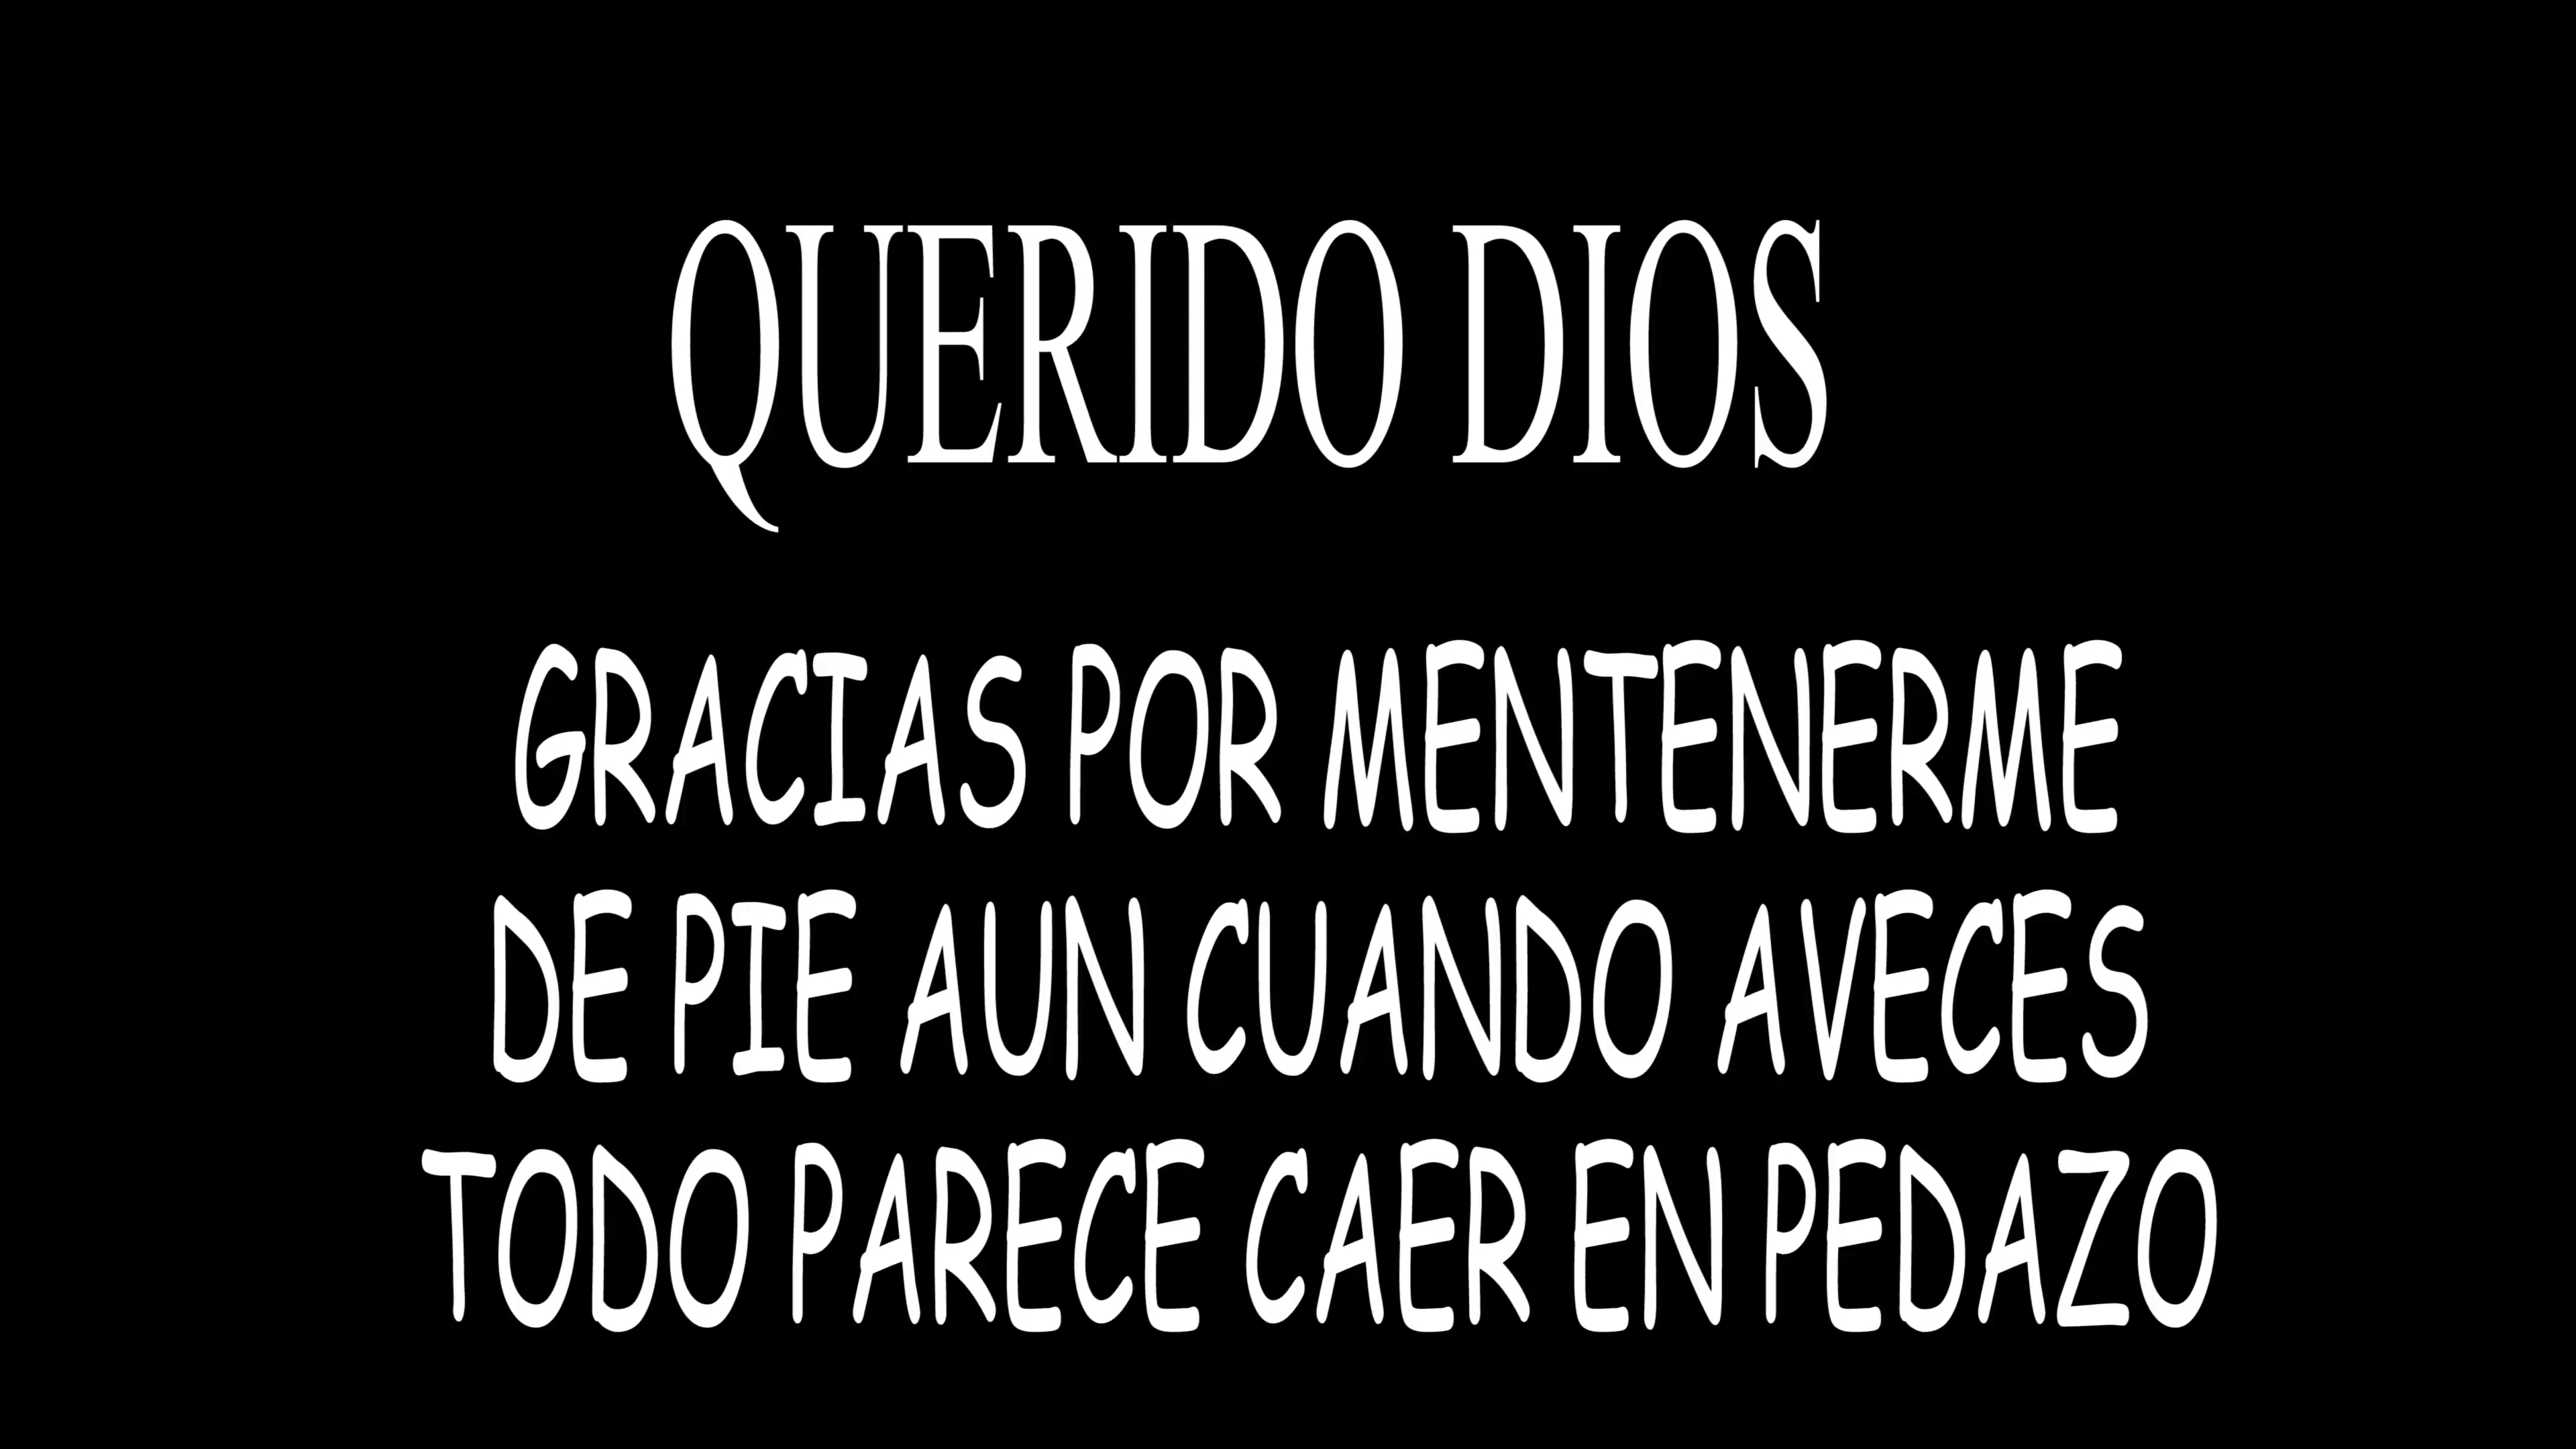 QUERIDO DIOS
GRACIAS POR MENTENERME
DE PIE AUN CUANDO AVECES
TODO PARECE CAER EN PEDAZO